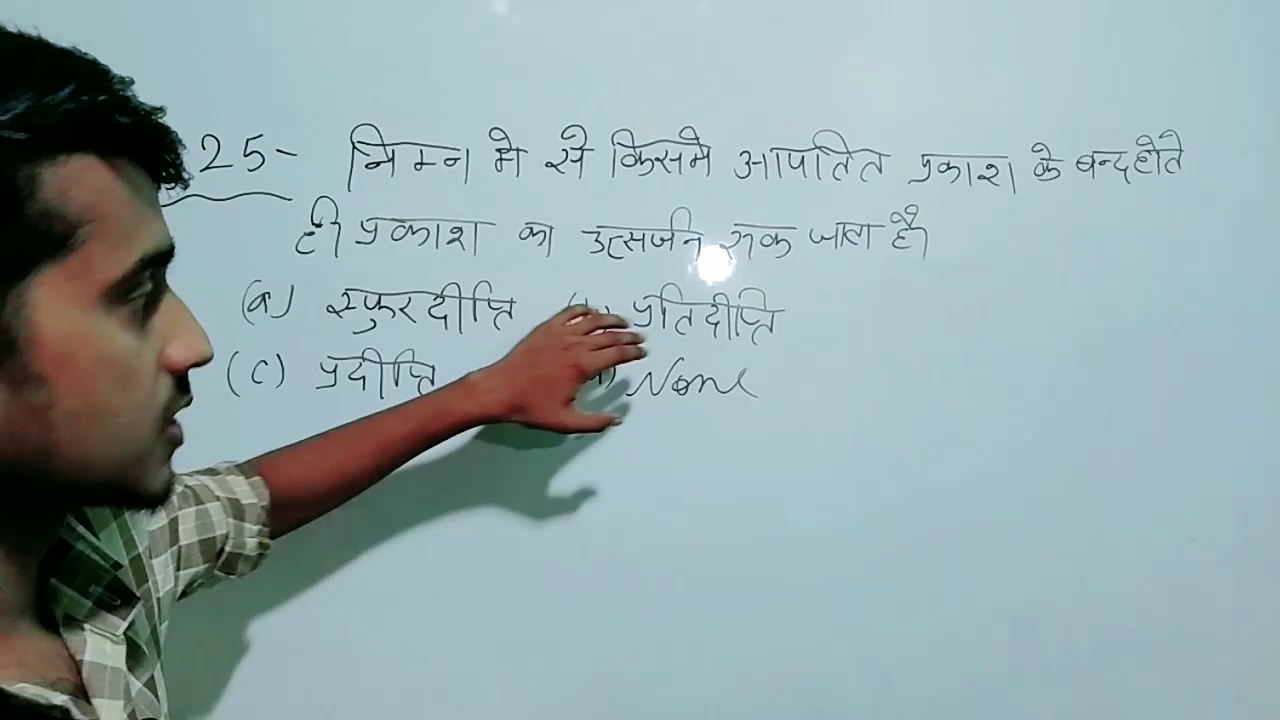 25- निम्न मे से किसमे आपतित प्रकाश के बन्द होते
ही प्रकाश का उत्सर्जन रूक जाता है
(a) स्फुरदीप्ति प्रतिदीप्ति
(c) प्रदीप्ति None